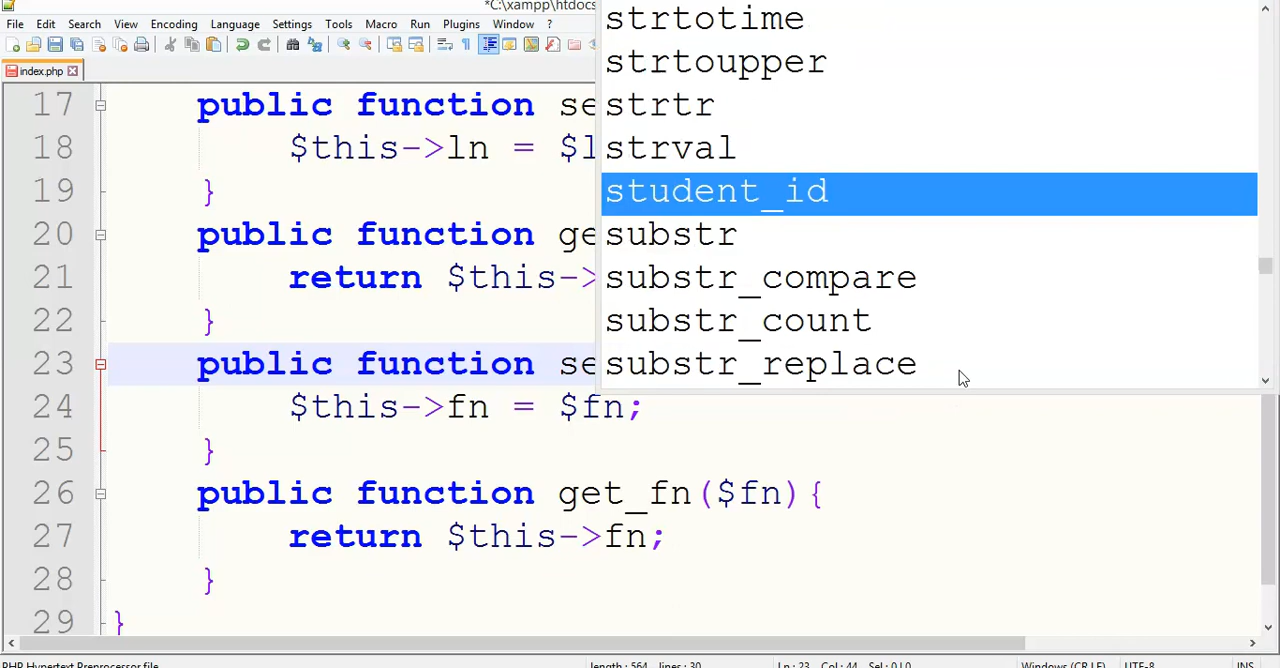 *C:\xampp\htdocs
File Edit Search View Encoding Language Settings Tools Macro Run Plugins Window ?
index.php
strtotime
strtoupper
17 public function se strtr
18 $this->ln = $l strval
19 } student_id
20 public function ge substr
21 return $this-> substr_compare
22 } substr_count
23 public function se substr_replace
24 $this->fn = $fn;
25 }
26 public function get_fn($fn){
27 return $this->fn;
28 }
29 }
PHP Hypertext Preprocessor file length : 564 lines : 30 Ln : 23 Col : 44 Sel : 0 | 0 Windows (CR LF) UTF-8 INS